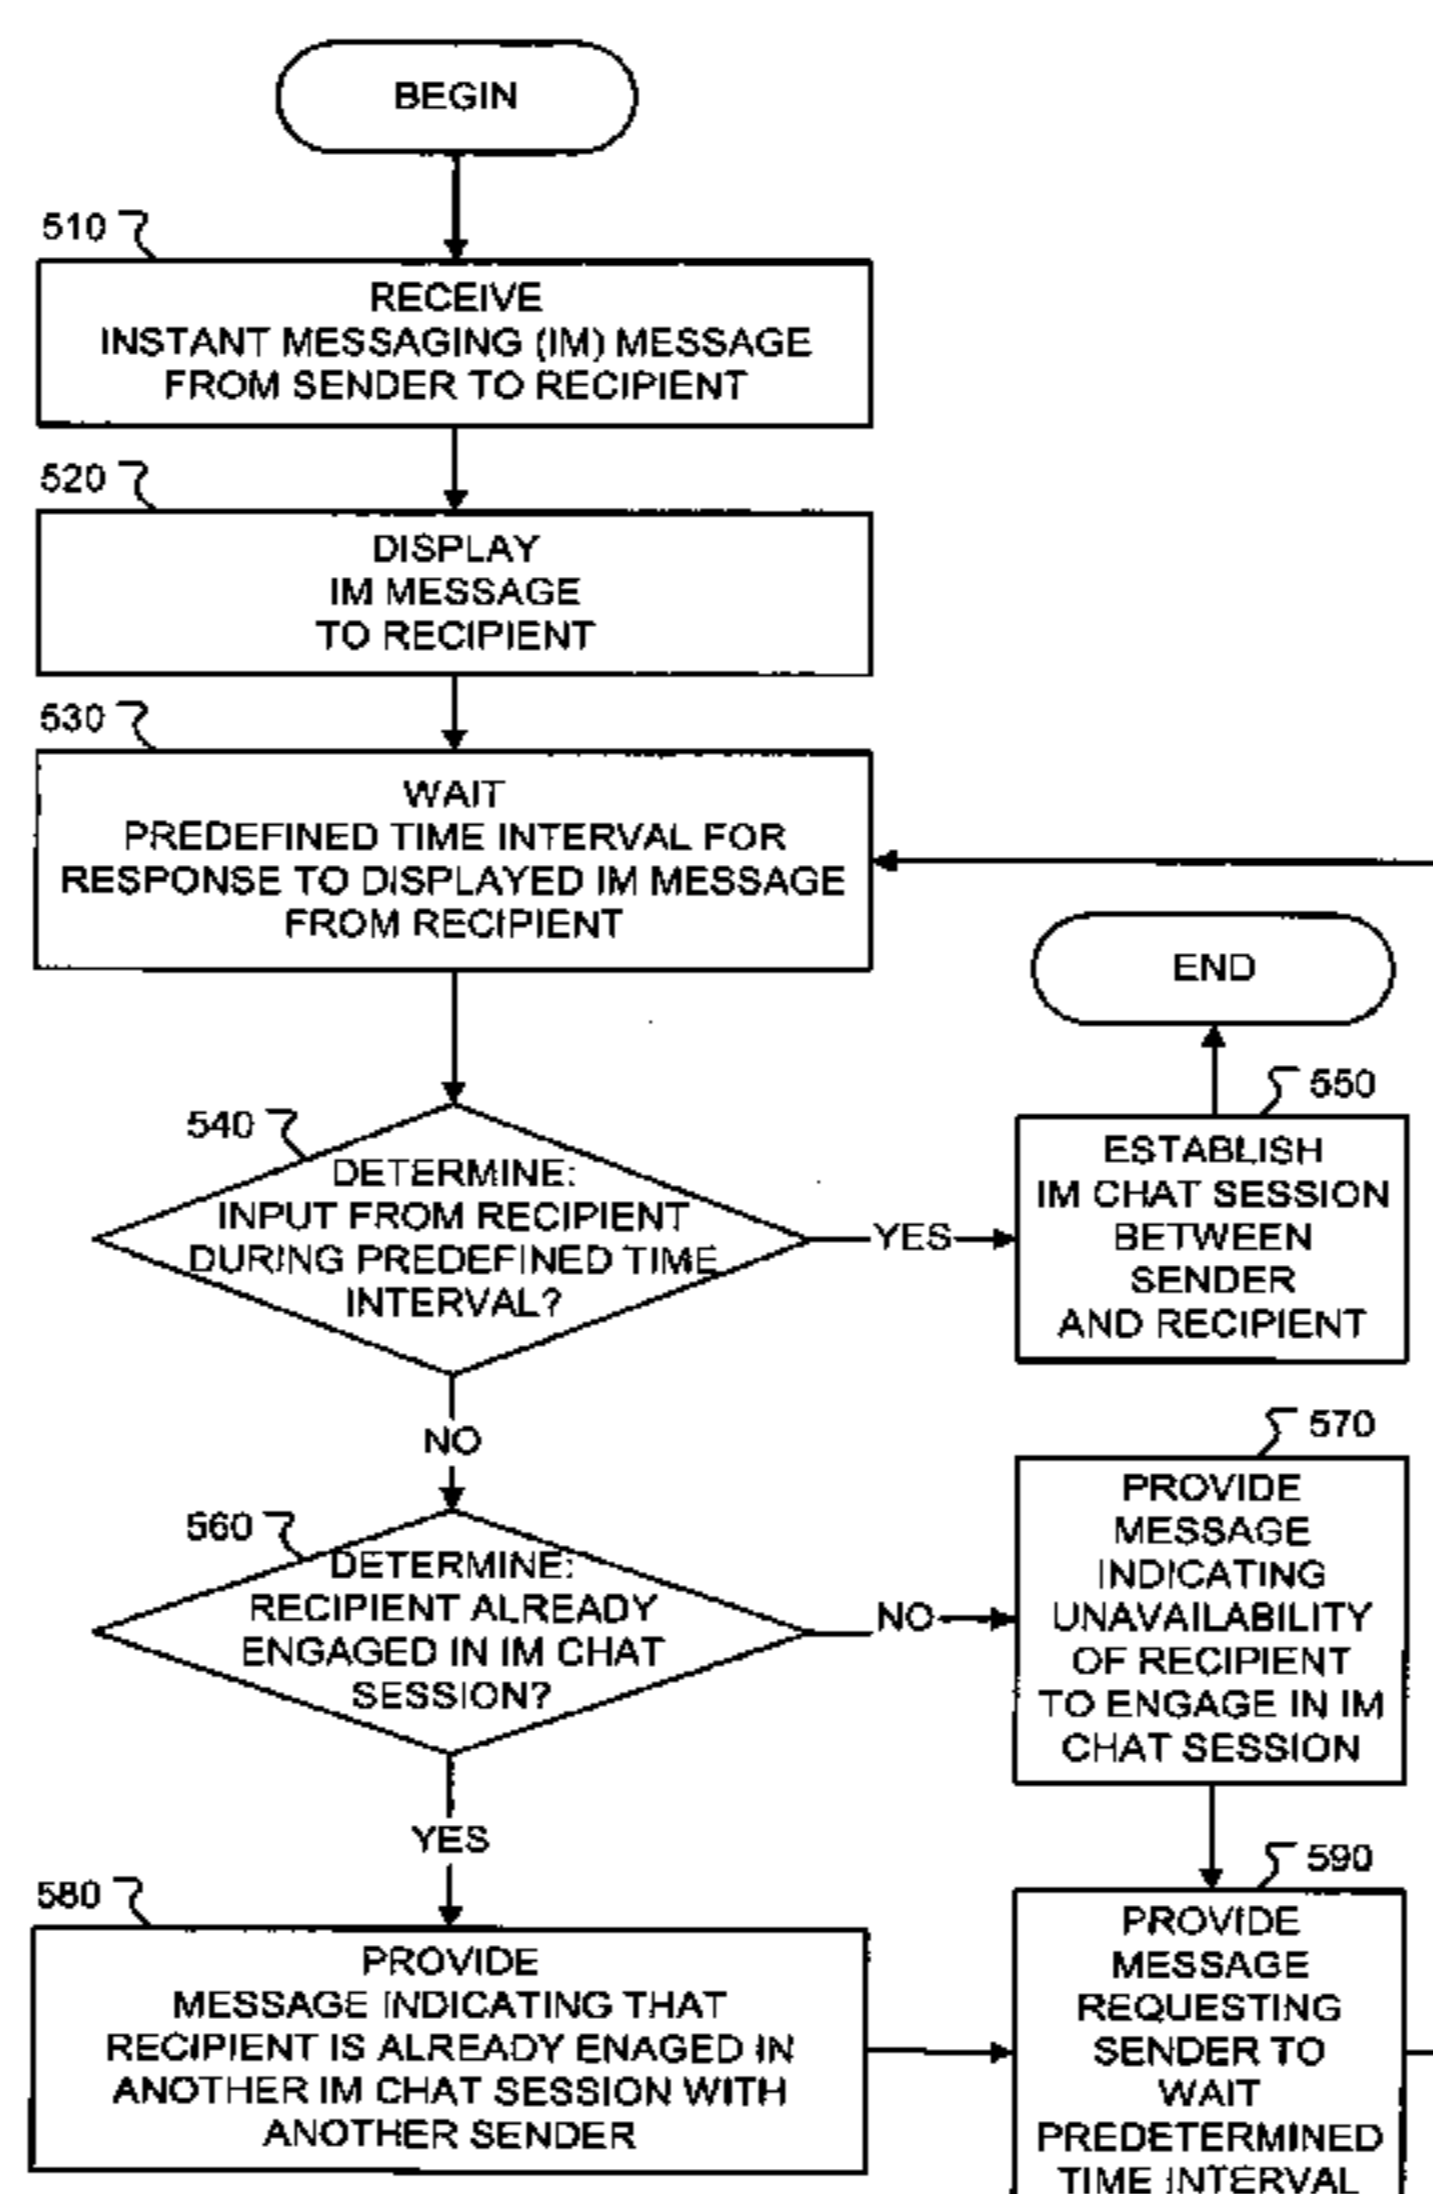 BEGIN
510
RECEIVE
INSTANT MESSAGING (IM) MESSAGE
FROM SENDER TO RECIPIENT
520
DISPLAY
IM MESSAGE
TO RECIPIENT
530
WAIT
PREDEFINED TIME INTERVAL FOR
RESPONSE TO DISPLAYED IM MESSAGE
FROM RECIPIENT
END
540
DETERMINE:
INPUT FROM RECIPIENT
DURING PREDEFINED TIME
INTERVAL?
YES
550
ESTABLISH
IM CHAT SESSION
BETWEEN
SENDER
AND RECIPIENT
NO
560
DETERMINE:
RECIPIENT ALREADY
ENGAGED IN IM CHAT
SESSION?
NO
570
PROVIDE
MESSAGE
INDICATING
UNAVAILABILITY
OF RECIPIENT
TO ENGAGE IN IM
CHAT SESSION
YES
580
PROVIDE
MESSAGE INDICATING THAT
RECIPIENT IS ALREADY ENAGED IN
ANOTHER IM CHAT SESSION WITH
ANOTHER SENDER
590
PROVIDE
MESSAGE
REQUESTING
SENDER TO
WAIT
PREDETERMINED
TIME INTERVAL